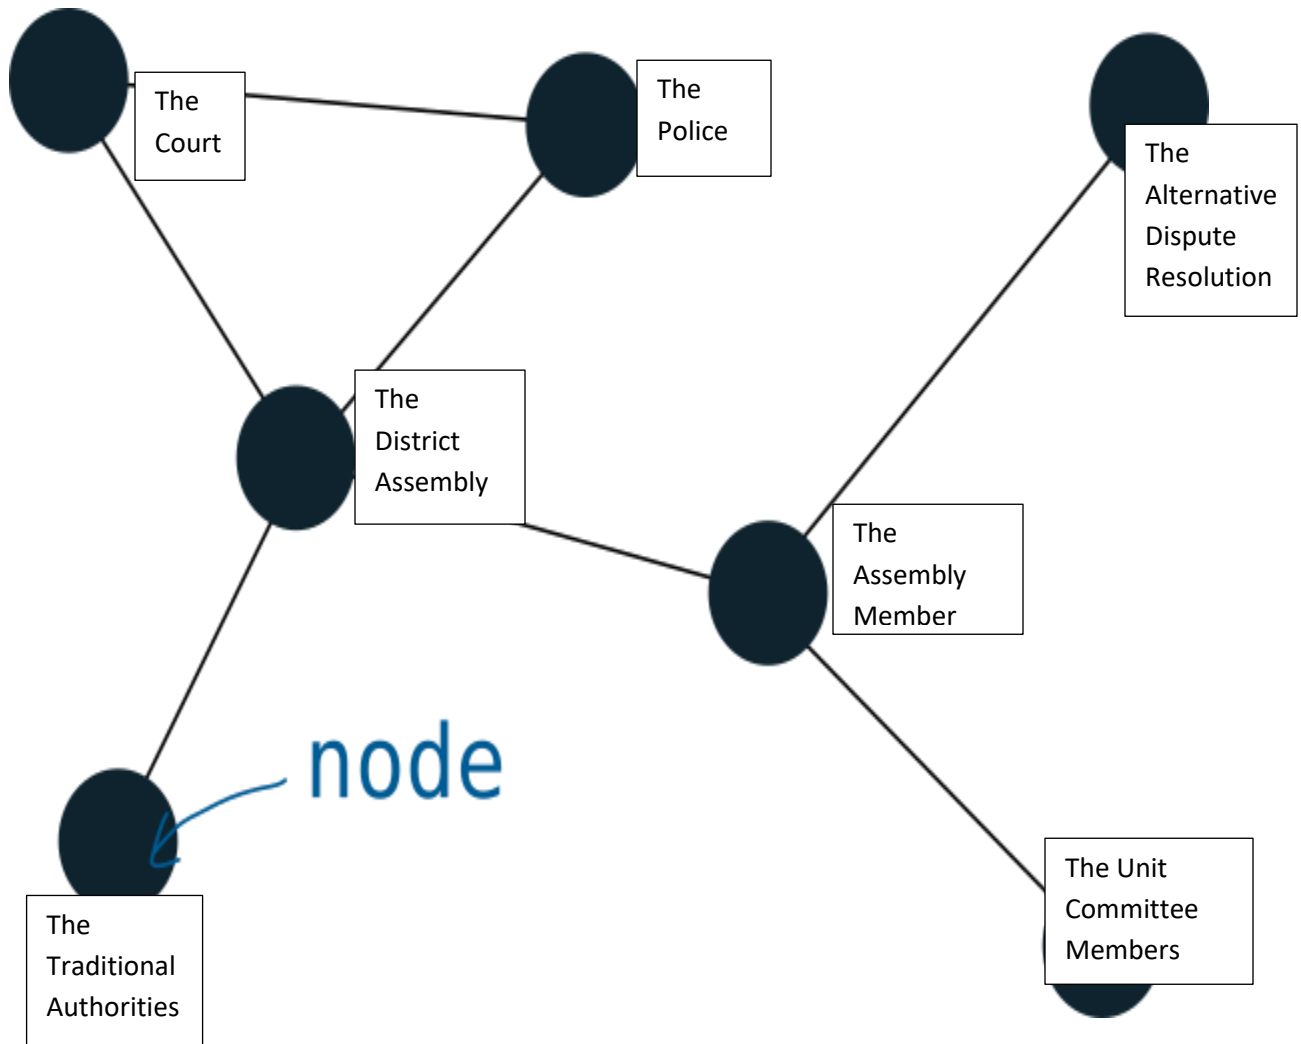 The
Court
The
Police
The
Alternative
Dispute
Resolution
The
District
Assembly
The
Assembly
Member
node
The Unit
Committee
Members
The
Traditional
Authorities